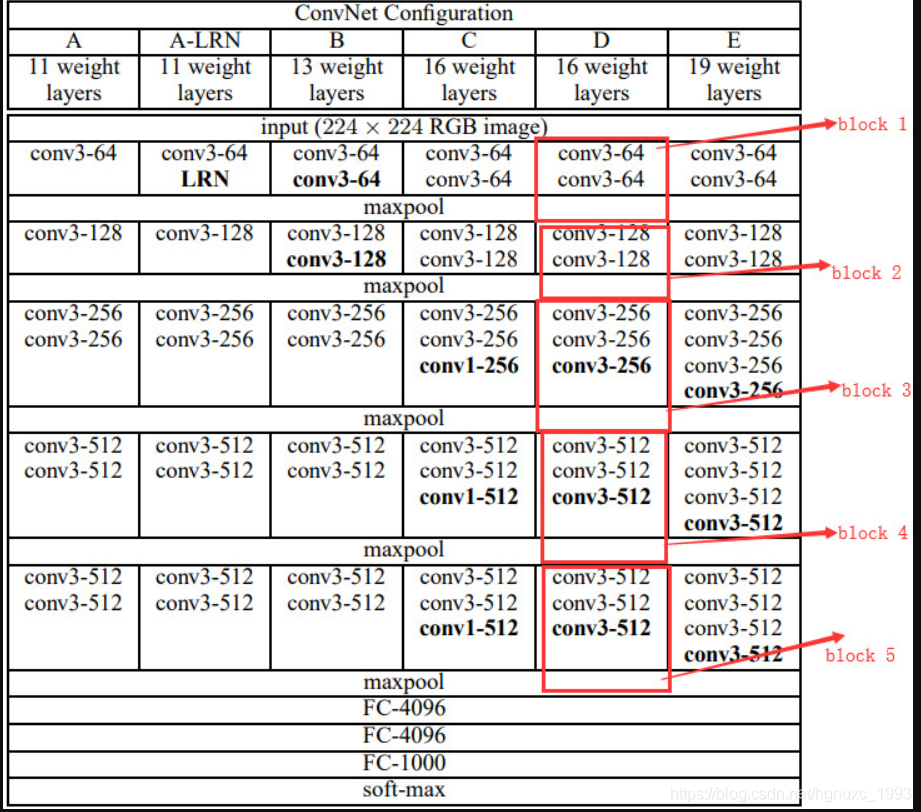 ConvNet Configuration
A A-LRN B C D E
11 weight layers 11 weight layers 13 weight layers 16 weight layers 16 weight layers 19 weight layers
input (224 × 224 RGB image)
block 1
conv3-64 conv3-64 conv3-64 conv3-64 conv3-64 conv3-64
LRN conv3-64 conv3-64 conv3-64 conv3-64
maxpool
conv3-128 conv3-128 conv3-128 conv3-128 conv3-128 conv3-128
conv3-128 conv3-128 conv3-128 conv3-128
block 2
maxpool
conv3-256 conv3-256 conv3-256 conv3-256 conv3-256 conv3-256
conv3-256 conv3-256 conv3-256 conv3-256 conv3-256 conv3-256
conv1-256 conv3-256 conv3-256
conv3-256
block 3
maxpool
conv3-512 conv3-512 conv3-512 conv3-512 conv3-512 conv3-512
conv3-512 conv3-512 conv3-512 conv3-512 conv3-512 conv3-512
conv1-512 conv3-512 conv3-512
conv3-512
block 4
maxpool
conv3-512 conv3-512 conv3-512 conv3-512 conv3-512 conv3-512
conv3-512 conv3-512 conv3-512 conv3-512 conv3-512 conv3-512
conv1-512 conv3-512 conv3-512
conv3-512
block 5
maxpool
FC-4096
FC-4096
FC-1000
soft-max
https://blog.csdn.net/hgnuxc_1993